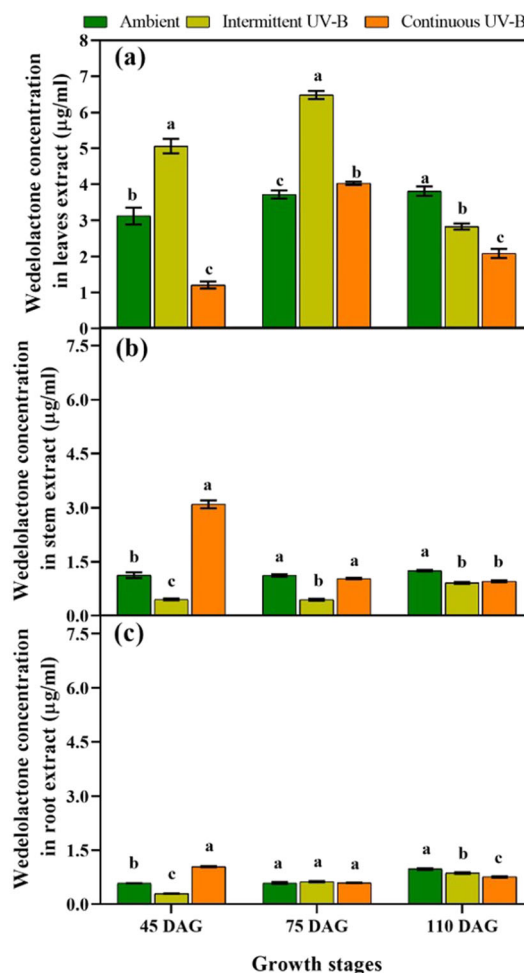 Ambient Intermittent UV-B Continuous UV-B
(a)
Wedelolactone concentration
in leaves extract (µg/ml)
8
7
6
5
4
3
2
1
0
b a c
c a b
a b c
(b)
Wedelolactone concentration
in stem extract (µg/ml)
7.5
6.0
4.5
3.0
1.5
0.0
b c a
a b a
a b b
(c)
Wedelolactone concentration
in root extract (µg/ml)
7.5
6.0
4.5
3.0
1.5
0.0
b c a
a a a
a b c
45 DAG 75 DAG 110 DAG
Growth stages